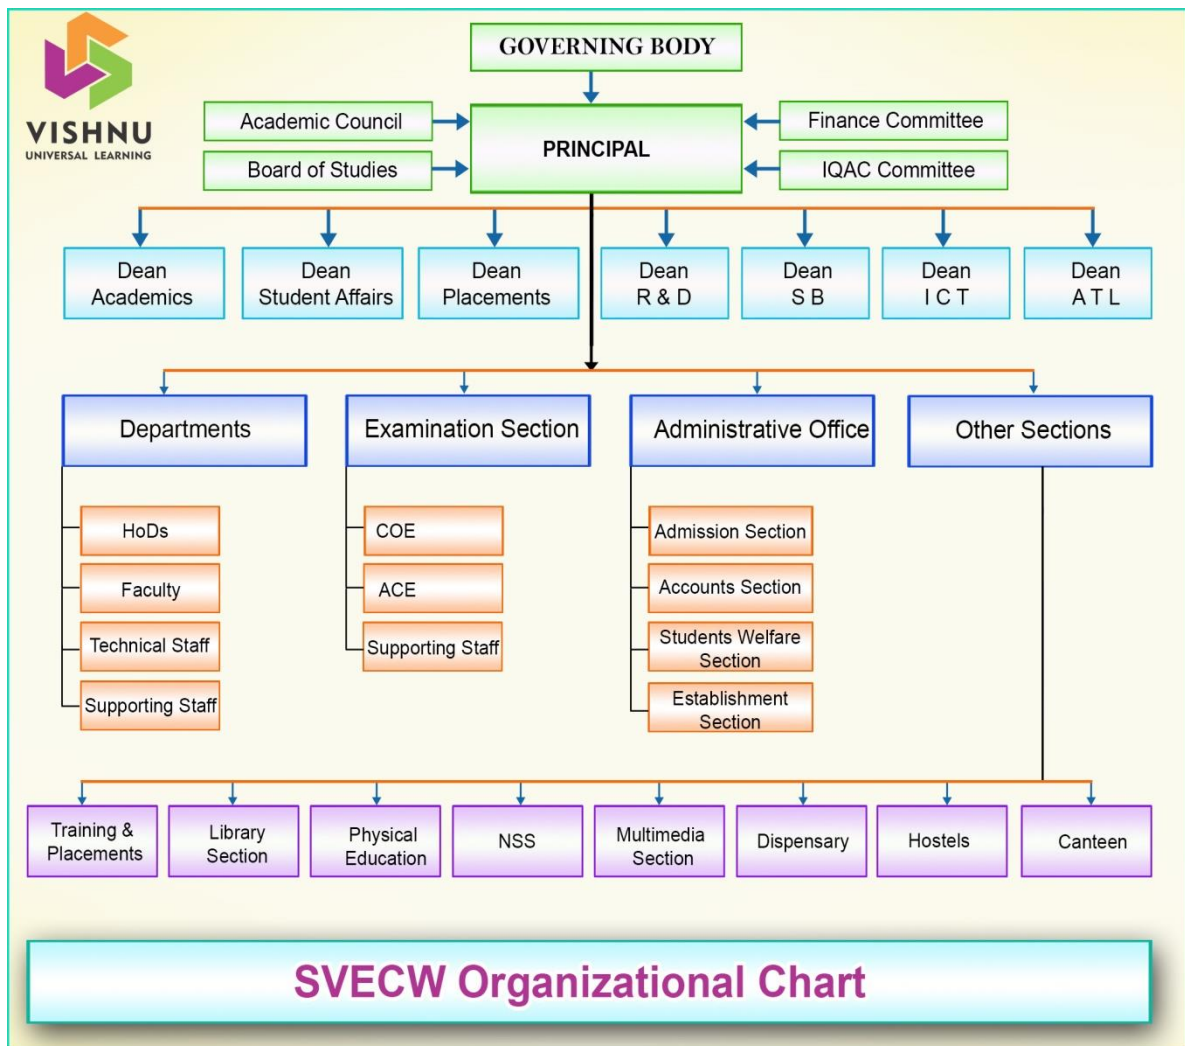 VISHNU
UNIVERSAL LEARNING
GOVERNING BODY
Academic Council
Board of Studies
PRINCIPAL
Finance Committee
IQAC Committee
Dean
Academics
Dean
Student Affairs
Dean
Placements
Dean
R & D
Dean
S B
Dean
I C T
Dean
A T L
Departments
Examination Section
Administrative Office
Other Sections
HoDs
Faculty
Technical Staff
Supporting Staff
COE
ACE
Supporting Staff
Admission Section
Accounts Section
Students Welfare
Section
Establishment
Section
Training &
Placements
Library
Section
Physical
Education
NSS
Multimedia
Section
Dispensary
Hostels
Canteen
SVECW Organizational Chart